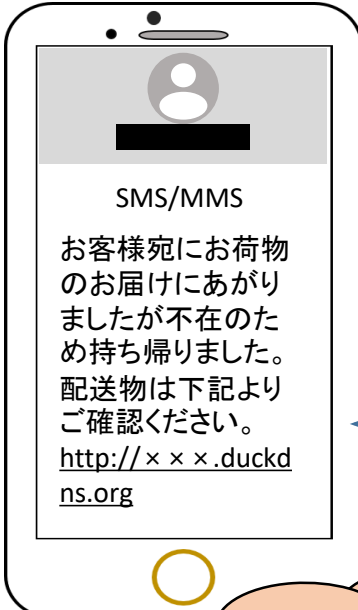 SMS/MMS
お客様宛にお荷物
のお届けにあがり
ましたが不在のた
め持ち帰りました。
配送物は下記より
ご確認ください。
http://×××.duckd
ns.org